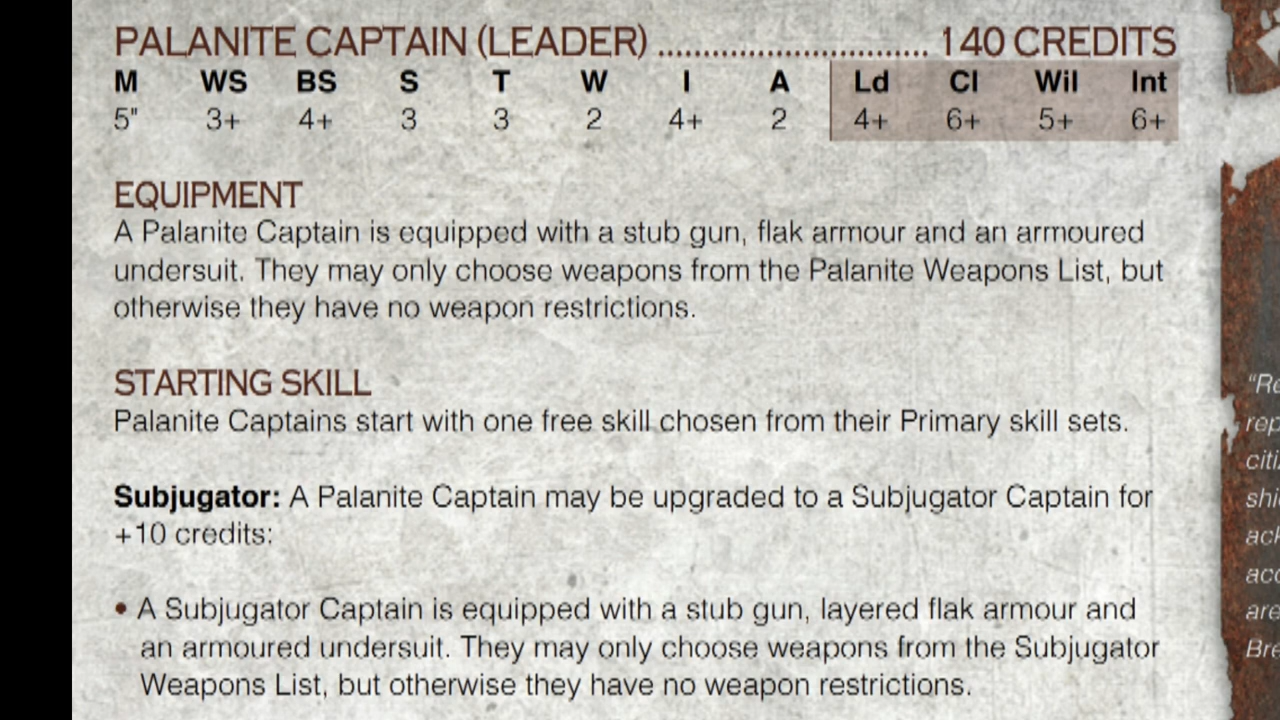 PALANITE CAPTAIN (LEADER) ............................. 140 CREDITS
M WS BS S T W I A Ld Cl Wil Int
5" 3+ 4+ 3 3 2 4+ 2 4+ 6+ 5+ 6+
EQUIPMENT
A Palanite Captain is equipped with a stub gun, flak armour and an armoured
undersuit. They may only choose weapons from the Palanite Weapons List, but
otherwise they have no weapon restrictions.
STARTING SKILL
Palanite Captains start with one free skill chosen from their Primary skill sets.
Subjugator: A Palanite Captain may be upgraded to a Subjugator Captain for
+10 credits:
• A Subjugator Captain is equipped with a stub gun, layered flak armour and
an armoured undersuit. They may only choose weapons from the Subjugator
Weapons List, but otherwise they have no weapon restrictions.